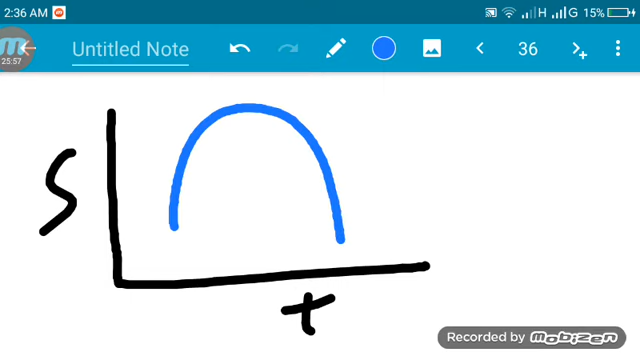 2:36 AM H G 15%
25:57 Untitled Note 36
S
t
Recorded by mobizen